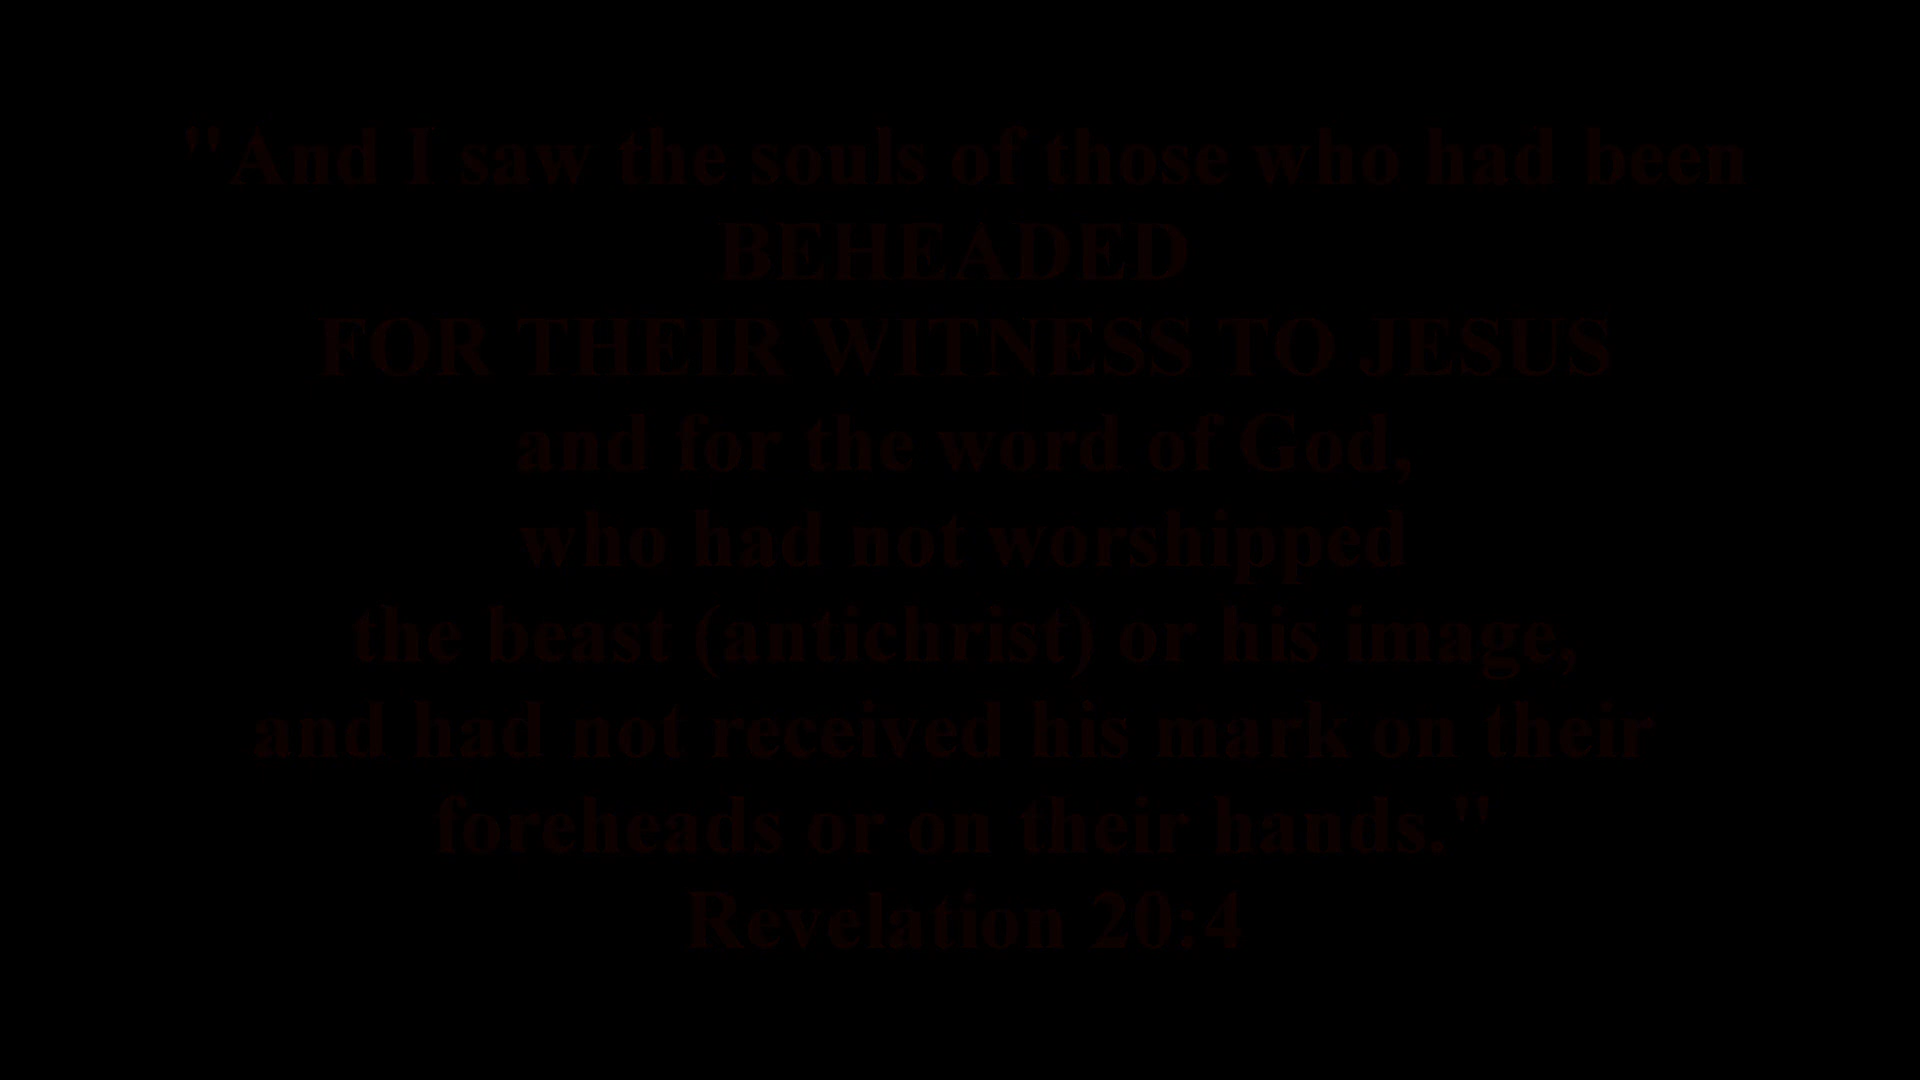 "And I saw the souls of those who had been
BEHEADED
FOR THEIR WITNESS TO JESUS
and for the word of God,
who had not worshipped
the beast (antichrist) or his image,
and had not received his mark on their
foreheads or on their hands."
Revelation 20:4